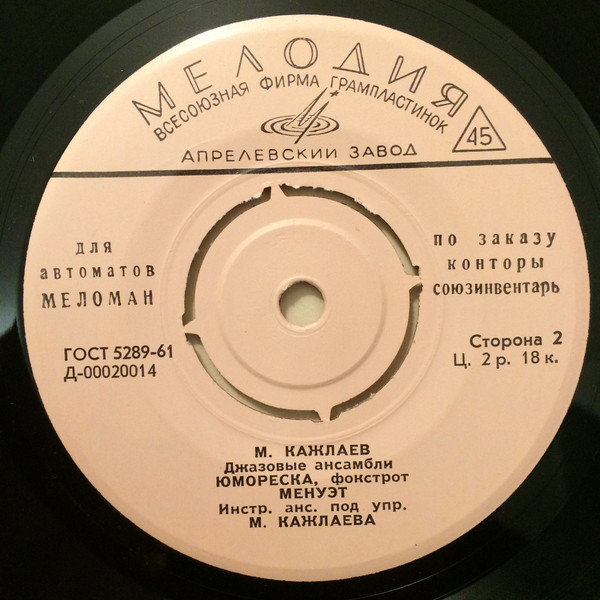 МЕЛОДИЯ
ВСЕСОЮЗНАЯ ФИРМА ГРАМПЛАСТИНОК
45
АПРЕЛЕВСКИЙ ЗАВОД
для
автоматов
МЕЛОМАН
по заказу
конторы
союзинвентарь
ГОСТ 5289-61
Д-00020014
Сторона 2
Ц. 2 р. 18 к.
М. КАЖЛАЕВ
Джазовые ансамбли
ЮМОРЕСКА, фокстрот
МЕНУЭТ
Инстр. анс. под упр.
М. КАЖЛАЕВА